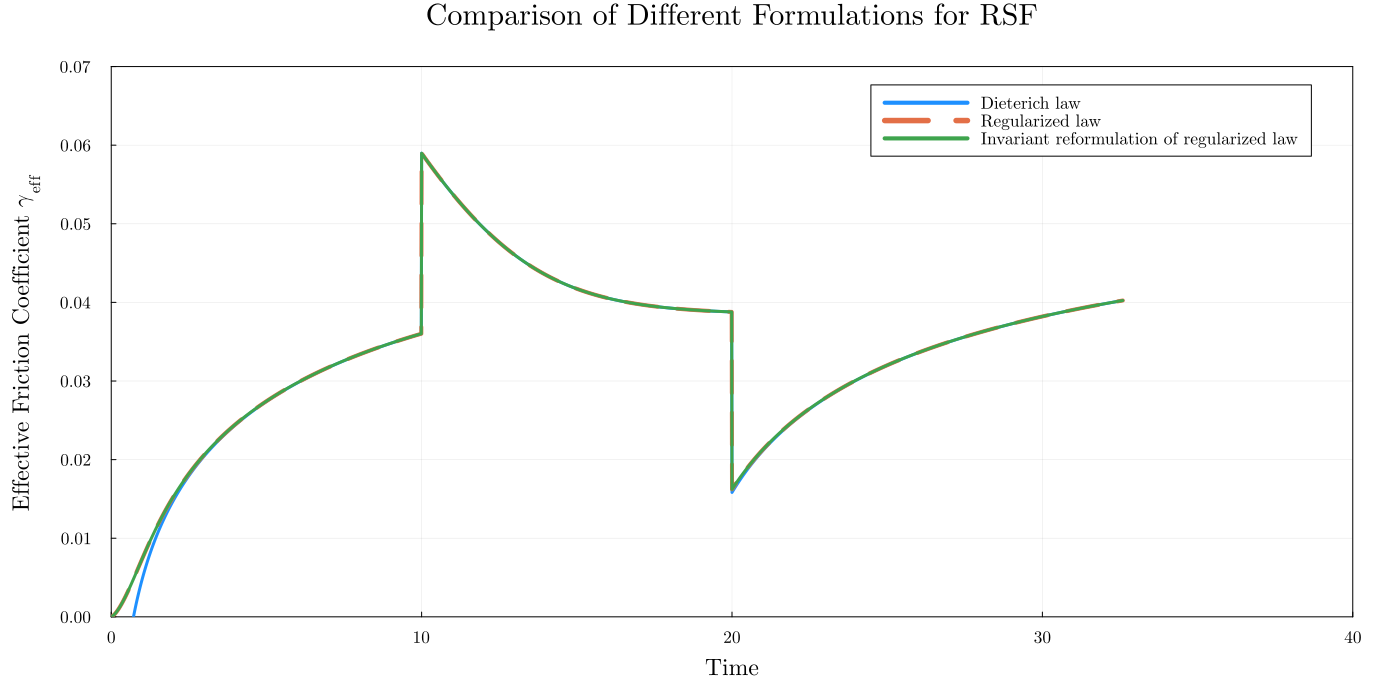 Comparison of Different Formulations for RSF
0.07
0.06
0.05
0.04
0.03
0.02
0.01
0.00
Effective Friction Coefficient γeff
Dieterich law
Regularized law
Invariant reformulation of regularized law
0 10 20 30 40
Time